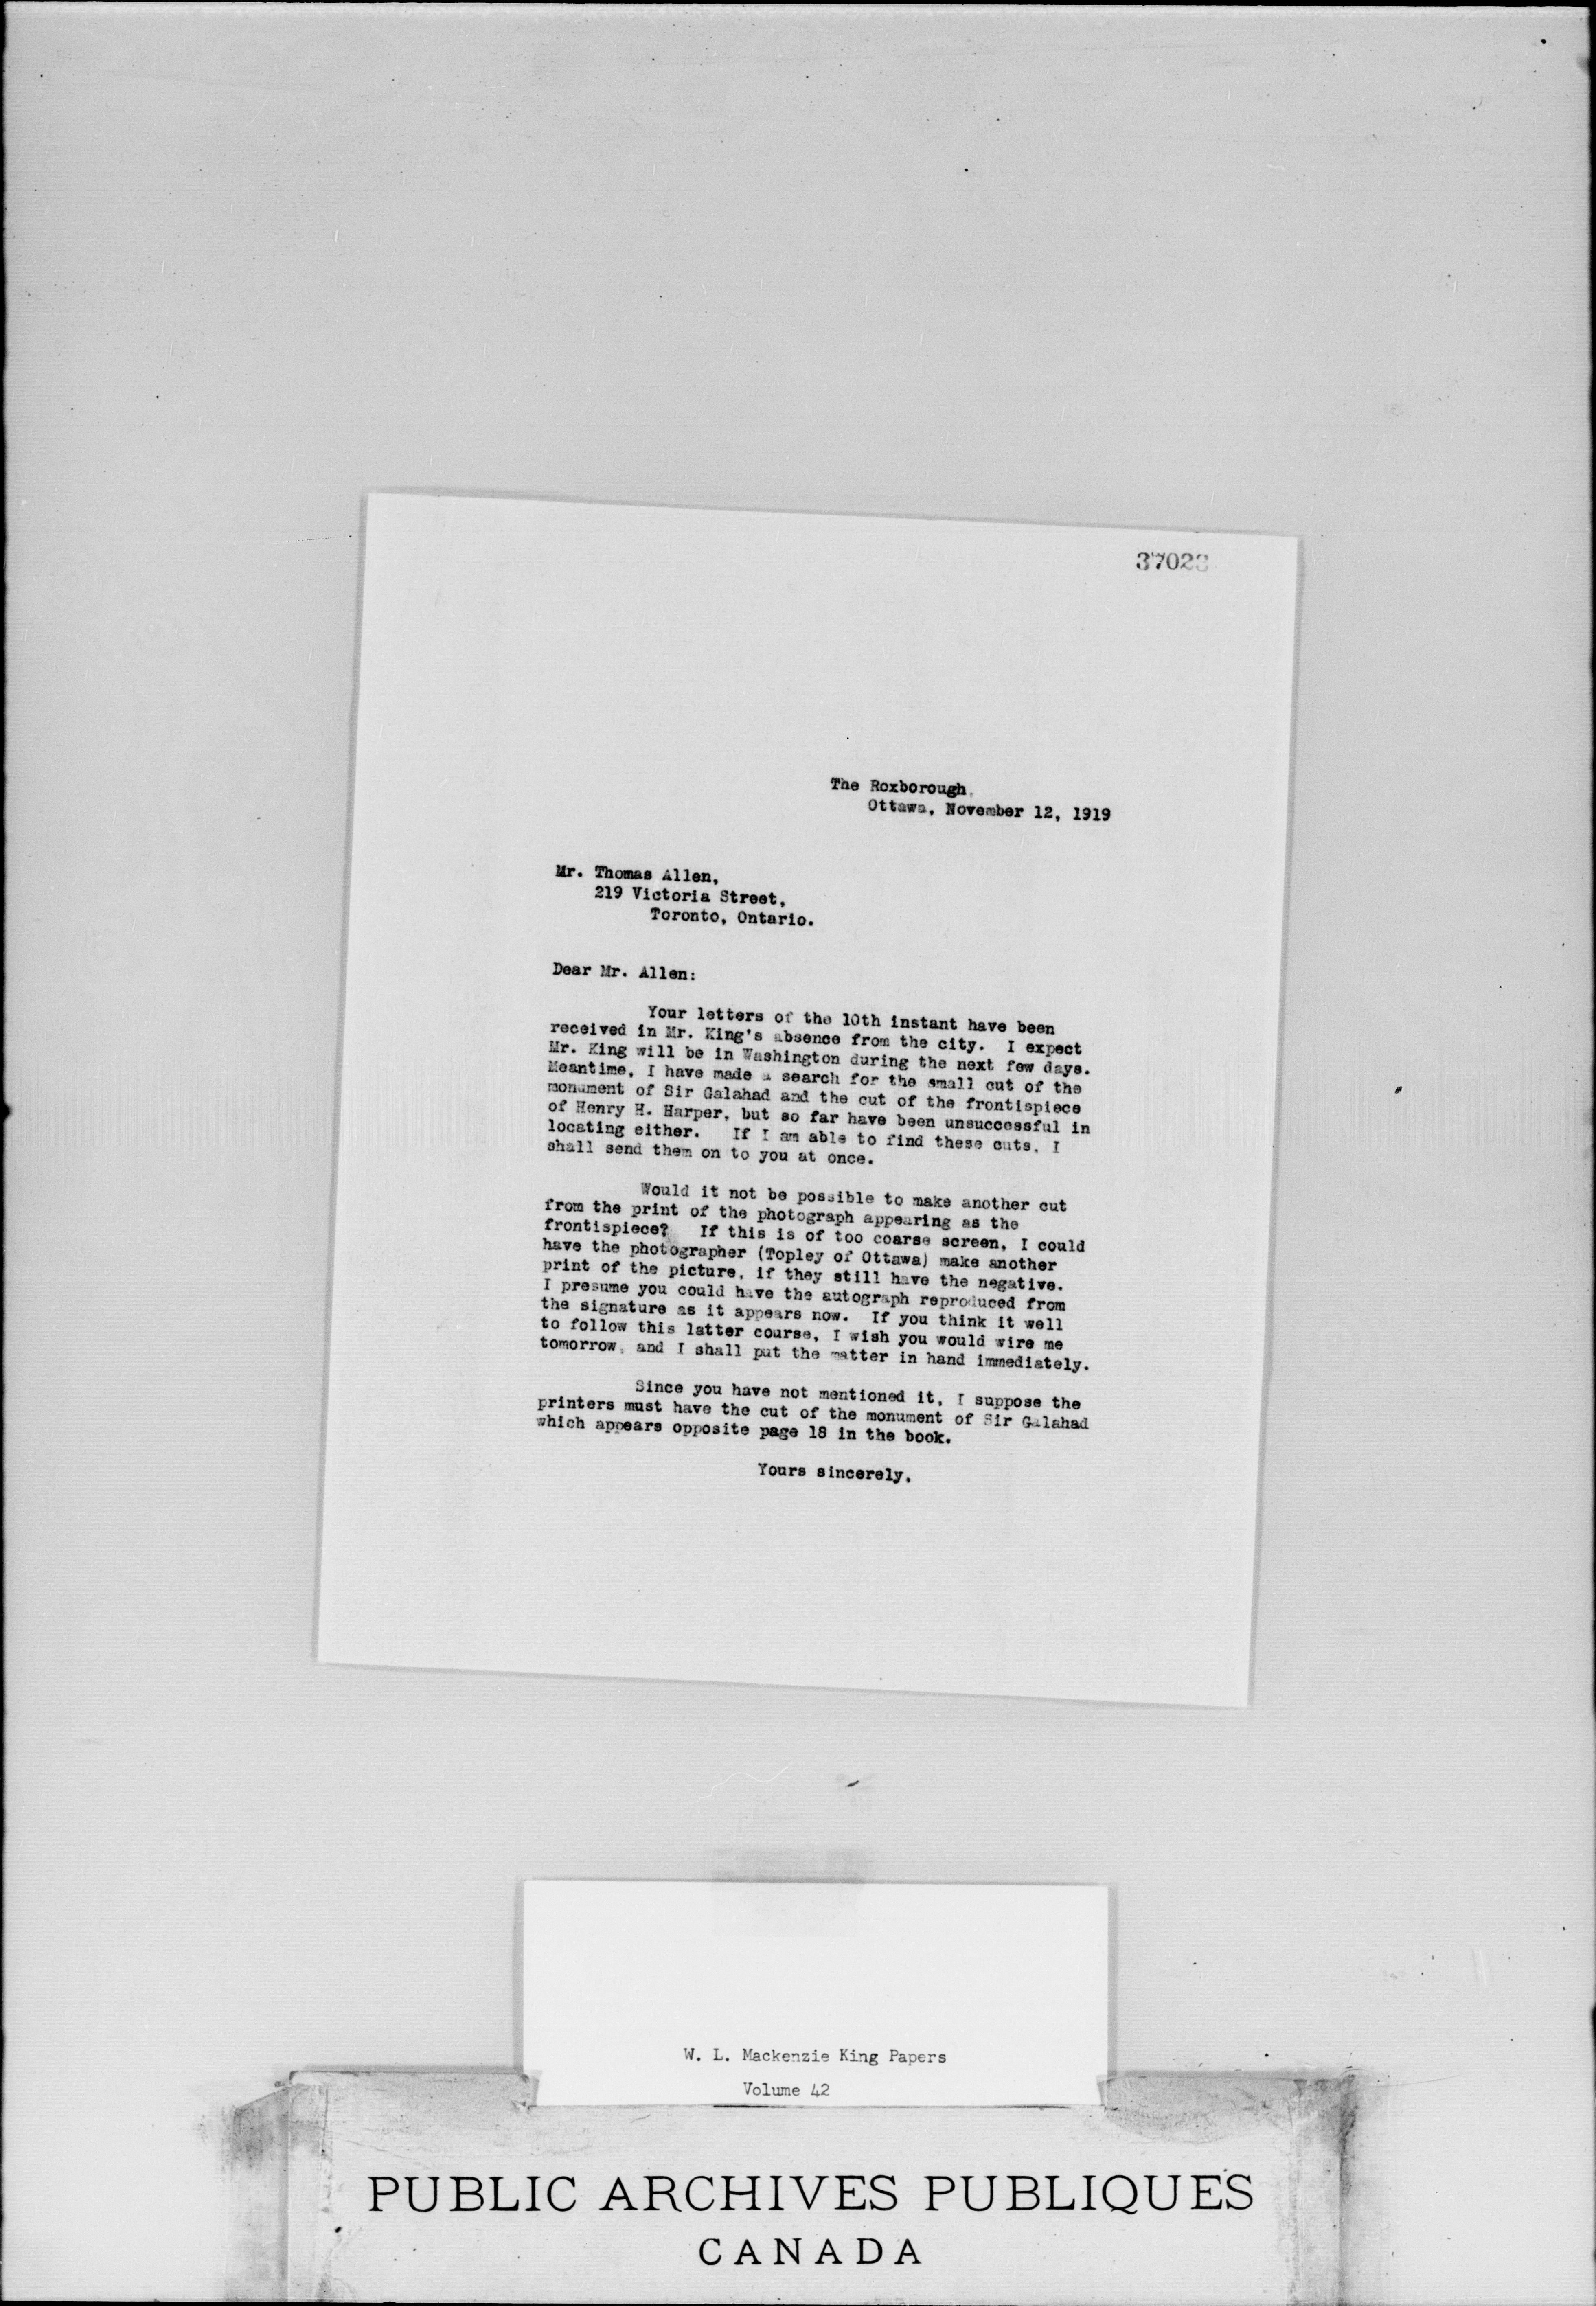 37023
The Roxborough,
Ottawa, November 12, 1919
Mr. Thomas Allen,
219 Victoria Street,
Toronto, Ontario.
Dear Mr. Allen:
Your letters of the 10th instant have been
received in Mr. King's absence from the city. I expect
Mr. King will be in Washington during the next few days.
Meantime, I have made a search for the small cut of the
monument of Sir Galahad and the cut of the frontispiece
of Henry H. Harper, but so far have been unsuccessful in
locating either. If I am able to find these cuts, I
shall send them on to you at once.
Would it not be possible to make another cut
from the print of the photograph appearing as the
frontispiece? If this is of too coarse screen, I could
have the photographer (Topley of Ottawa) make another
print of the picture, if they still have the negative.
I presume you could have the autograph reproduced from
the signature as it appears now. If you think it well
to follow this latter course, I wish you would wire me
tomorrow, and I shall put the matter in hand immediately.
Since you have not mentioned it, I suppose the
printers must have the cut of the monument of Sir Galahad
which appears opposite page 18 in the book.
Yours sincerely,
W. L. Mackenzie King Papers
Volume 42
PUBLIC ARCHIVES PUBLIQUES
CANADA